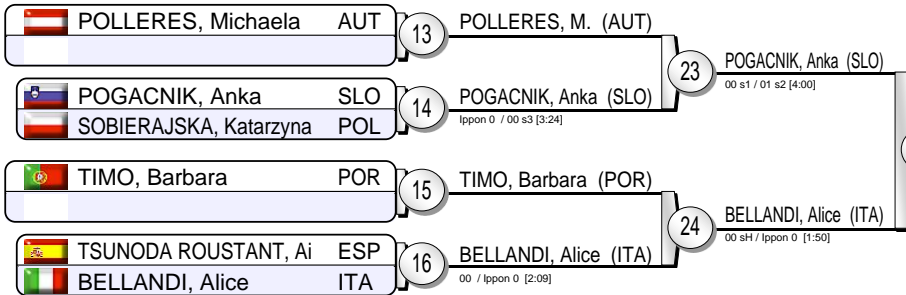 POLLERES, Michaela AUT
13
POLLERES, M. (AUT)
23
POGACNIK, Anka (SLO)
00 s1 / 01 s2 [4:00]
POGACNIK, Anka SLO
SOBIERAJSKA, Katarzyna POL
14
POGACNIK, Anka (SLO)
Ippon 0 / 00 s3 [3:24]
TIMO, Barbara POR
15
TIMO, Barbara (POR)
24
BELLANDI, Alice (ITA)
00 sH / Ippon 0 [1:50]
TSUNODA ROUSTANT, Ai ESP
BELLANDI, Alice ITA
16
BELLANDI, Alice (ITA)
00 / Ippon 0 [2:09]